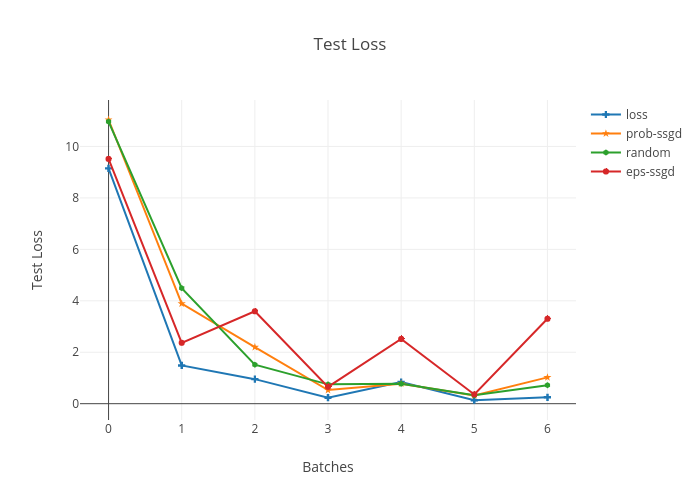 Test Loss
loss
prob-ssgd
random
eps-ssgd
Test Loss
10
8
6
4
2
0
0 1 2 3 4 5 6
Batches